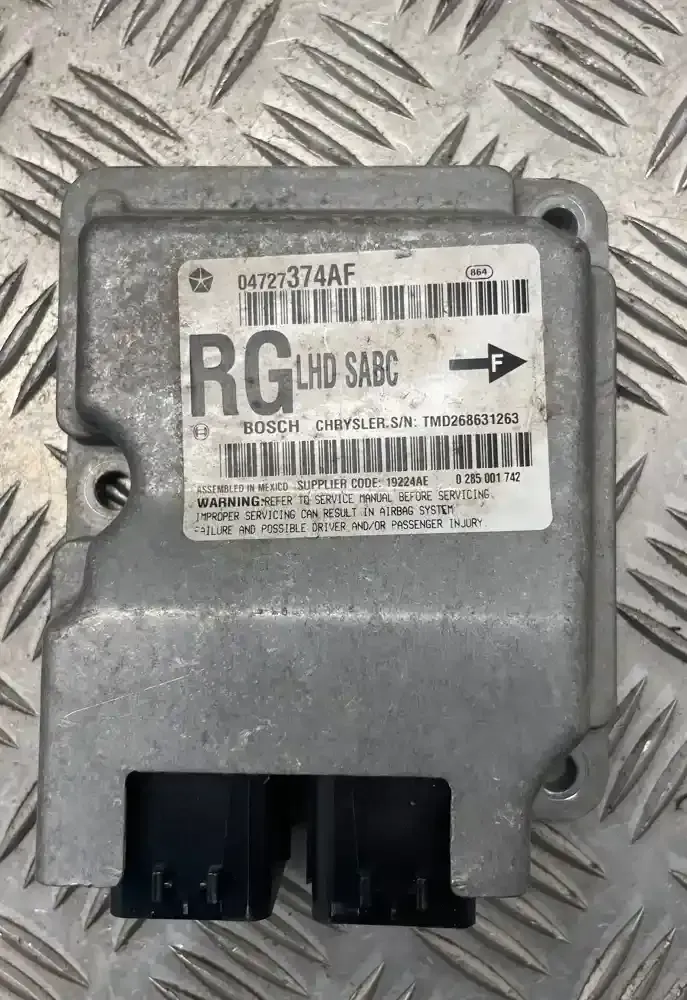 04727374AF 864
RG LHD SABC F
BOSCH CHRYSLER.S/N: TMD268631263
ASSEMBLED IN MEXICO SUPPLIER CODE: 19224AE 0 285 001 742
WARNING: REFER TO SERVICE MANUAL BEFORE SERVICING.
IMPROPER SERVICING CAN RESULT IN AIRBAG SYSTEM
FAILURE AND POSSIBLE DRIVER AND/OR PASSENGER INJURY